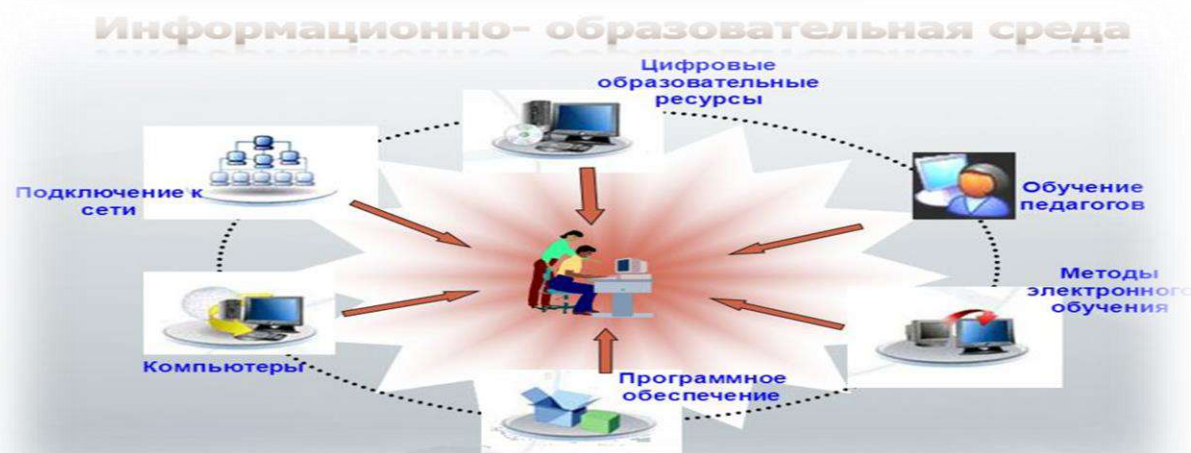 Информационно- образовательная среда
Цифровые
образовательные
ресурсы
Подключение к
сети
Обучение
педагогов
Методы
электронного
обучения
Компьютеры
Программное
обеспечение